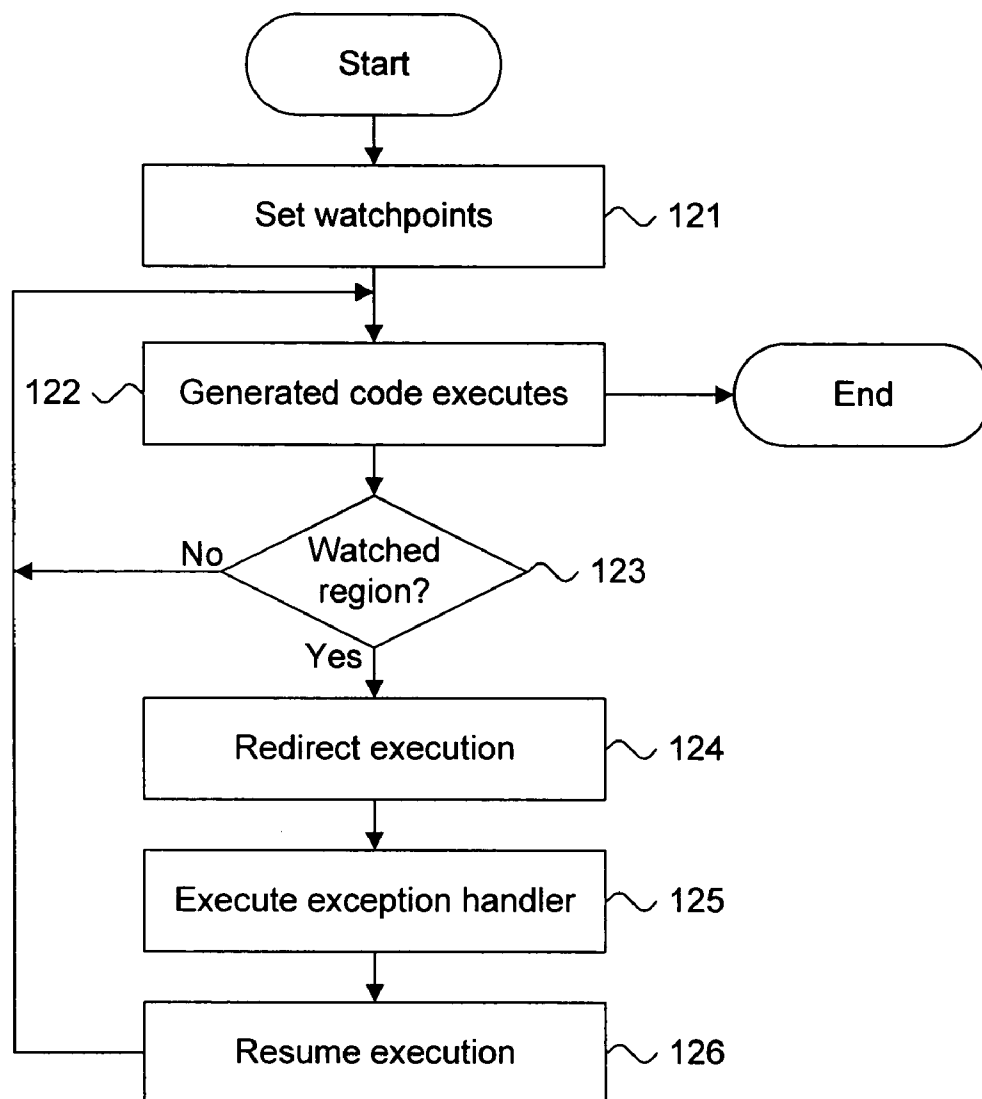 Start
Set watchpoints
121
122
Generated code executes
End
No
Watched
region?
123
Yes
Redirect execution
124
Execute exception handler
125
Resume execution
126